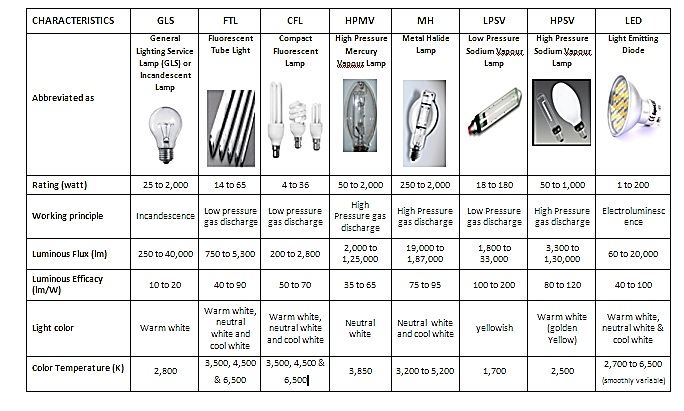 CHARACTERISTICS GLS FTL CFL HPMV MH LPSV HPSV LED
Abbreviated as
General
Lighting Service
Lamp (GLS) or
Incandescent
Lamp
Fluorescent
Tube Light
Compact
Fluorescent
Lamp
High Pressure
Mercury
Vapour Lamp
Metal Halide
Lamp
Low Pressure
Sodium Vapour
Lamp
High Pressure
Sodium Vapour
Lamp
Light Emitting
Diode
Rating (watt) 25 to 2,000 14 to 65 4 to 36 50 to 2,000 250 to 2,000 18 to 180 50 to 1,000 1 to 200
Working principle
Incandescence
Low pressure
gas discharge
Low pressure
gas discharge
High
Pressure gas
discharge
High Pressure
gas discharge
Low Pressure
gas discharge
High Pressure
gas discharge
Electroluminesc
ence
Luminous Flux (lm)
250 to 40,000
750 to 5,300
200 to 2,800
2,000 to
1,25,000
19,000 to
1,87,000
1,800 to
33,000
3,300 to
1,30,000
60 to 20,000
Luminous Efficacy
(lm/W)
10 to 20
40 to 90
50 to 70
35 to 65
75 to 95
100 to 200
80 to 120
40 to 100
Light color
Warm white
Warm white,
neutral
white and
cool white
Warm white,
neutral white
and cool white
Neutral
white
Neutral white
and cool white
yellowish
Warm white
(golden
Yellow)
Warm white,
neutral white &
cool white
Color Temperature (K)
2,800
3,500, 4,500
& 6,500
3,500, 4,500 &
6,500
3,850
3,200 to 5,200
1,700
2,500
2,700 to 6,500
(smoothly variable)